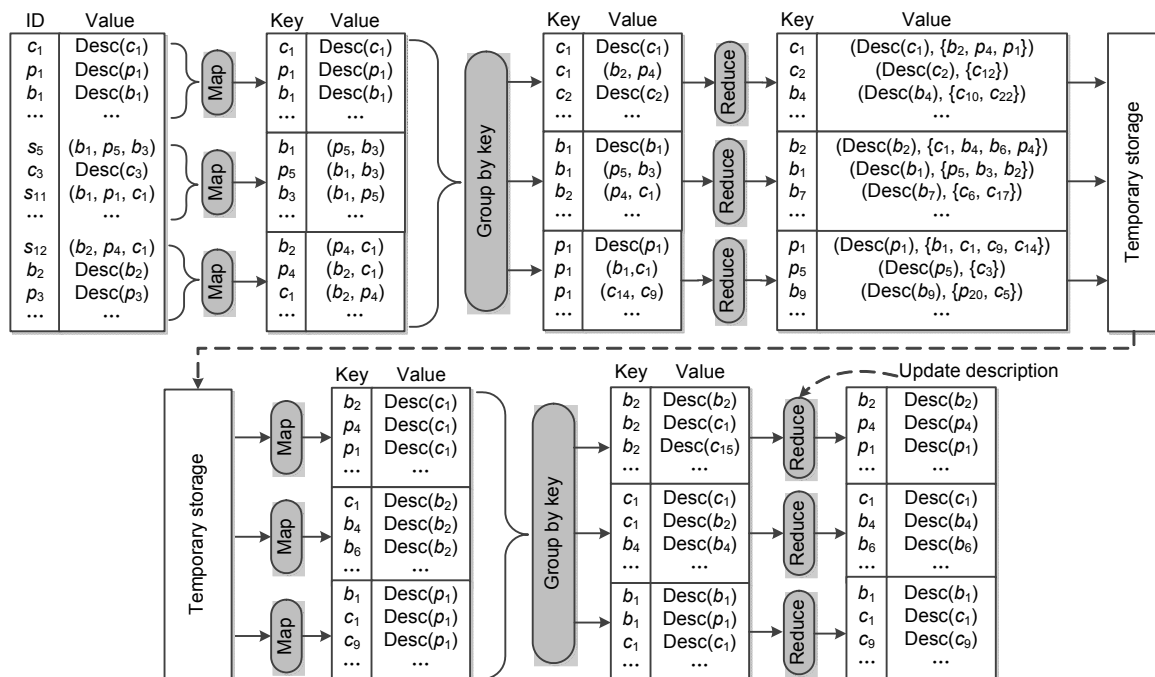 ID Value Key Value Key Value Key Value
c1 Desc(c1)
p1 Desc(p1)
b1 Desc(b1)
... ...
s5 (b1, p5, b3)
c3 Desc(c3)
s11 (b1, p1, c1)
... ...
s12 (b2, p4, c1)
b2 Desc(b2)
p3 Desc(p3)
... ...
Map
Map
Map
c1 Desc(c1)
p1 Desc(p1)
b1 Desc(b1)
... ...
b1 (p5, b3)
p5 (b1, b3)
b3 (b1, p5)
... ...
b2 (p4, c1)
p4 (b2, c1)
c1 (b2, p4)
... ...
Group by key
c1 Desc(c1)
c1 (b2, p4)
c2 Desc(c2)
... ...
b1 Desc(b1)
b1 (p5, b3)
b2 (p4, c1)
... ...
p1 Desc(p1)
p1 (b1,c1)
p1 (c14, c9)
... ...
Reduce
Reduce
Reduce
c1 (Desc(c1), {b2, p4, p1})
c2 (Desc(c2), {c12})
b4 (Desc(b4), {c10, c22})
... ...
b2 (Desc(b2), {c1, b4, b6, p4})
b1 (Desc(b1), {p5, b3, b2})
b7 (Desc(b7), {c6, c17})
... ...
p1 (Desc(p1), {b1, c1, c9, c14})
p5 (Desc(p5), {c3})
b9 (Desc(b9), {p20, c5})
... ...
Temporary storage
Temporary storage
Map
Map
Map
Key Value
b2 Desc(c1)
p4 Desc(c1)
p1 Desc(c1)
... ...
c1 Desc(b2)
b4 Desc(b2)
b6 Desc(b2)
... ...
b1 Desc(p1)
c1 Desc(p1)
c9 Desc(p1)
... ...
Group by key
Key Value
b2 Desc(b2)
b2 Desc(c1)
b2 Desc(c15)
... ...
c1 Desc(c1)
c1 Desc(b2)
b4 Desc(b4)
... ...
b1 Desc(b1)
b1 Desc(p1)
c1 Desc(c1)
... ...
Update description
Reduce
Reduce
Reduce
b2 Desc(b2)
p4 Desc(p4)
p1 Desc(p1)
... ...
c1 Desc(c1)
b4 Desc(b4)
b6 Desc(b6)
... ...
b1 Desc(b1)
c1 Desc(c1)
c9 Desc(c9)
... ...